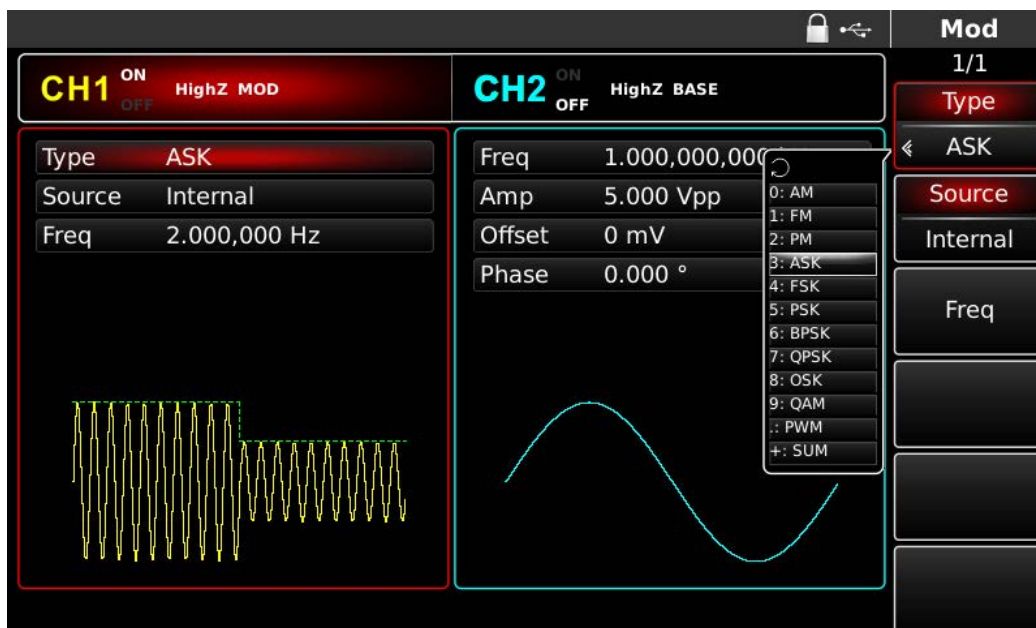 Mod
1/1
CH1 ON OFF HighZ MOD
CH2 ON OFF HighZ BASE
Type
ASK
Type ASK
Source Internal
Freq 2.000,000 Hz
Freq 1.000,000,000
Amp 5.000 Vpp
Offset 0 mV
Phase 0.000 °
0: AM
1: FM
2: PM
3: ASK
4: FSK
5: PSK
6: BPSK
7: QPSK
8: OSK
9: QAM
.: PWM
+: SUM
Source
Internal
Freq